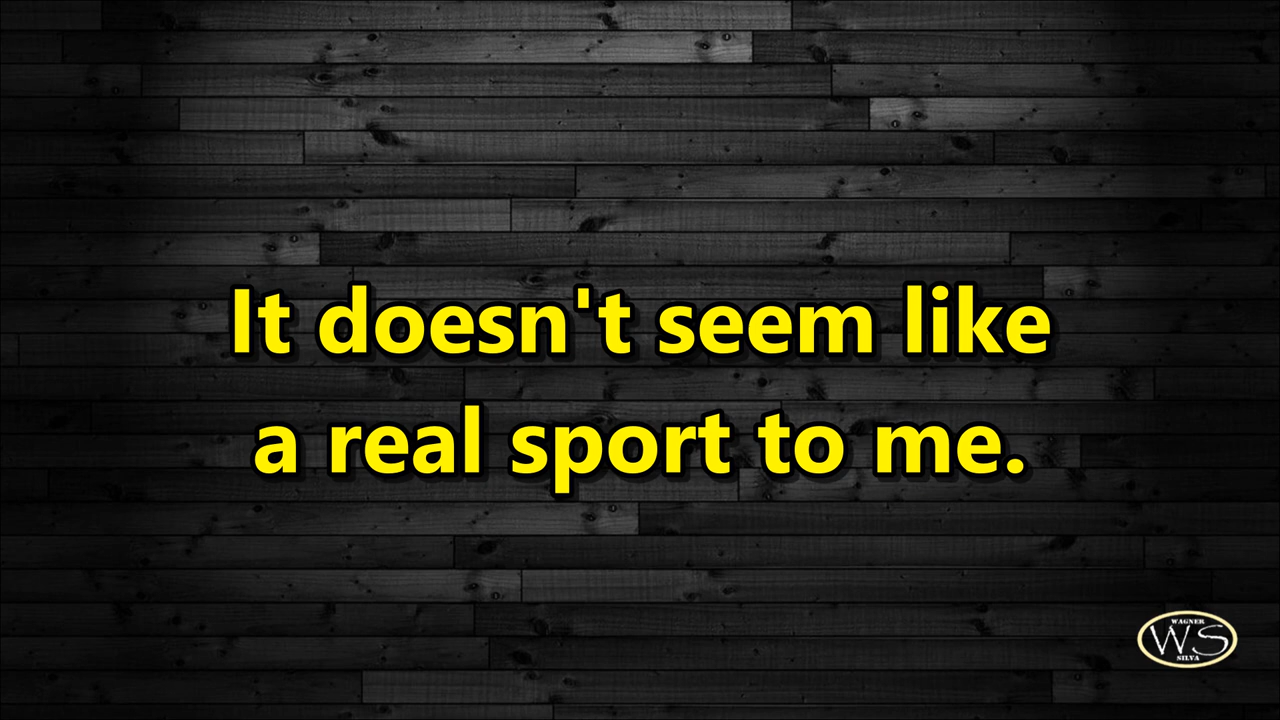 It doesn't seem like
a real sport to me.
WAGNER
WS
SILVA